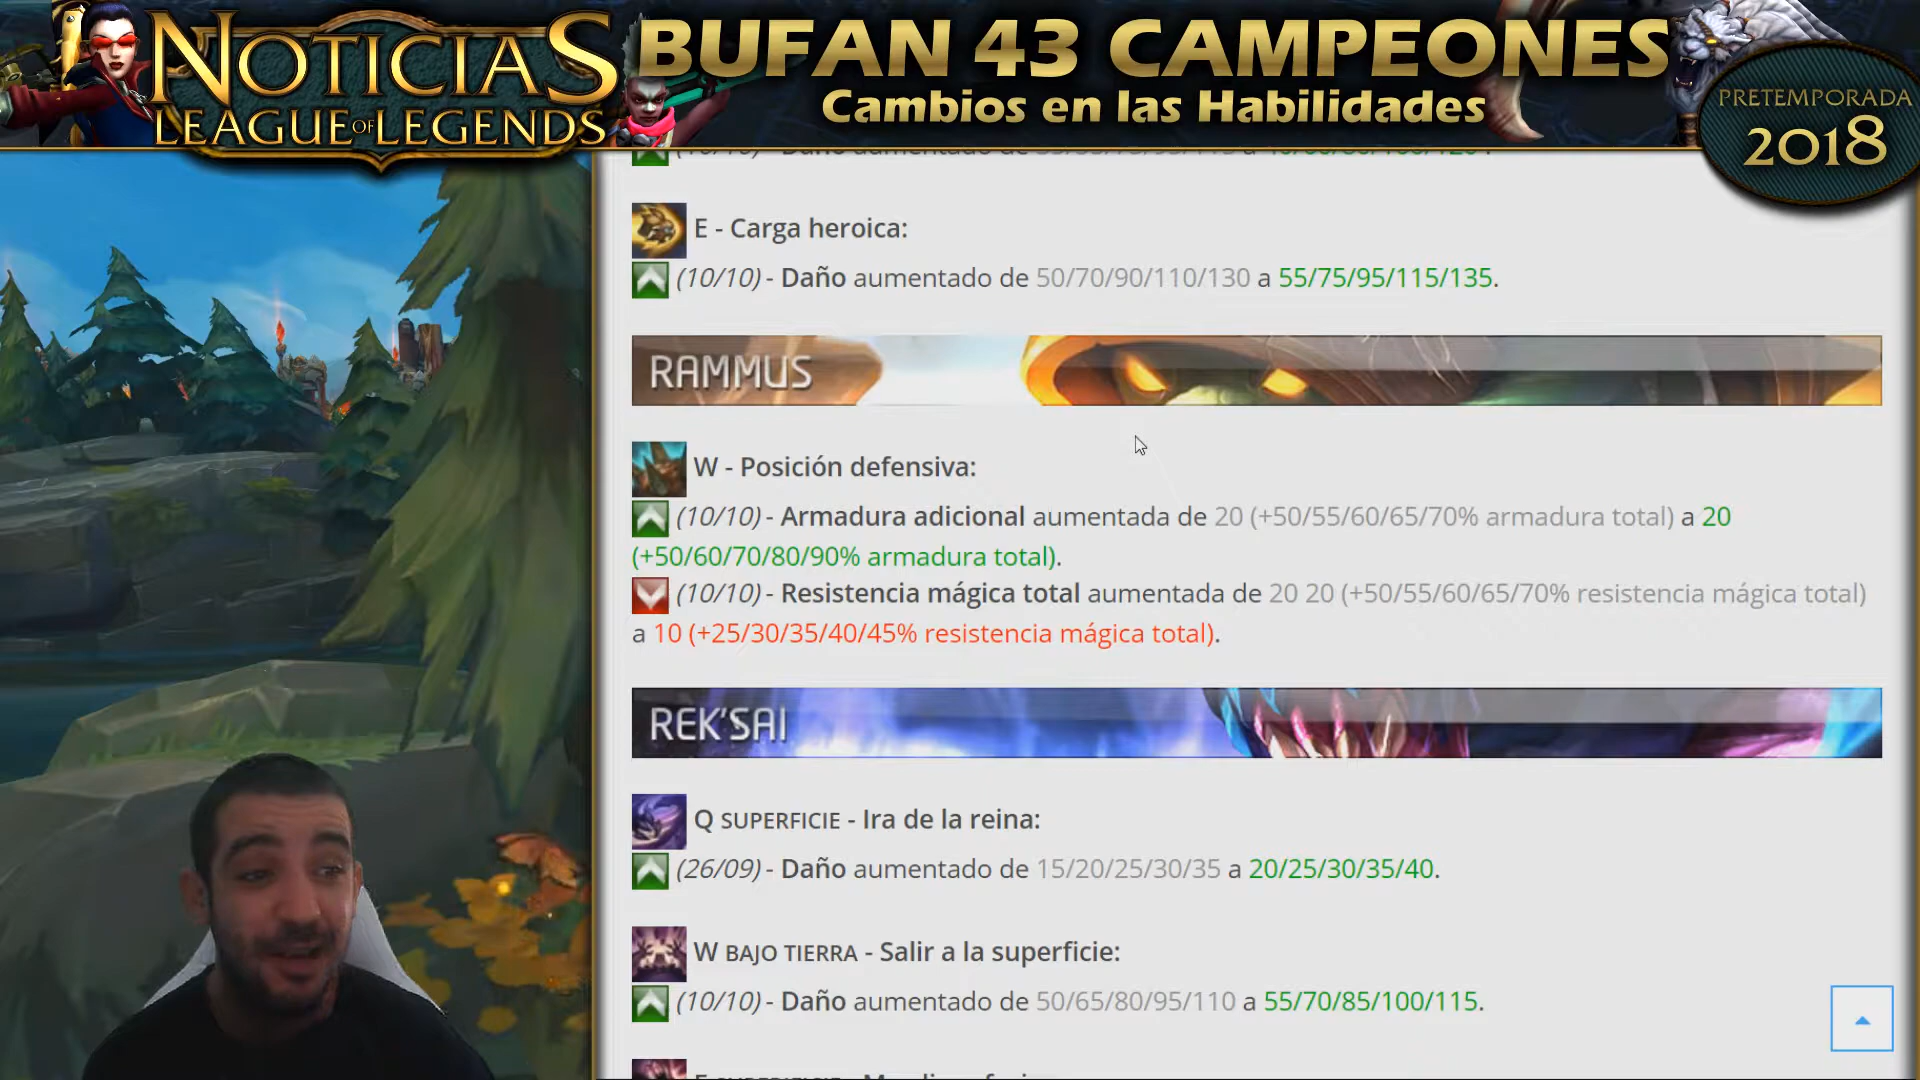 NOTICIAS
LEAGUE OF LEGENDS
BUFAN 43 CAMPEONES
Cambios en las Habilidades
PRETEMPORADA
2018
E - Carga heroica:
(10/10) - Daño aumentado de 50/70/90/110/130 a 55/75/95/115/135.
RAMMUS
W - Posición defensiva:
(10/10) - Armadura adicional aumentada de 20 (+50/55/60/65/70% armadura total) a 20
(+50/60/70/80/90% armadura total).
(10/10) - Resistencia mágica total aumentada de 20 20 (+50/55/60/65/70% resistencia mágica total)
a 10 (+25/30/35/40/45% resistencia mágica total).
REK'SAI
Q SUPERFICIE - Ira de la reina:
(26/09) - Daño aumentado de 15/20/25/30/35 a 20/25/30/35/40.
W BAJO TIERRA - Salir a la superficie:
(10/10) - Daño aumentado de 50/65/80/95/110 a 55/70/85/100/115.